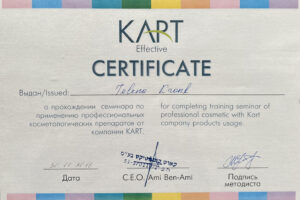 KART
Effective
CERTIFICATE
Выдан/Issued:
о прохождении семинара по
применению профессиональных
косметологических препаратов от
компании KART.
for completing training seminar of
professional cosmetic with Kart
company products usage.
Дата
C.E.O. Ami Ben-Ami
Подпись
методиста